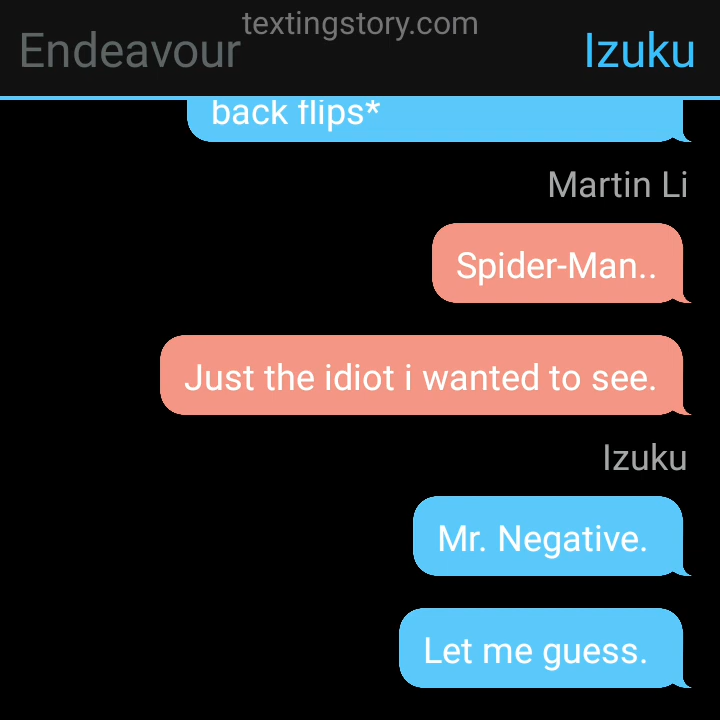 textingstory.com
Endeavour
Izuku
back flips*
Martin Li
Spider-Man..
Just the idiot i wanted to see.
Izuku
Mr. Negative.
Let me guess.